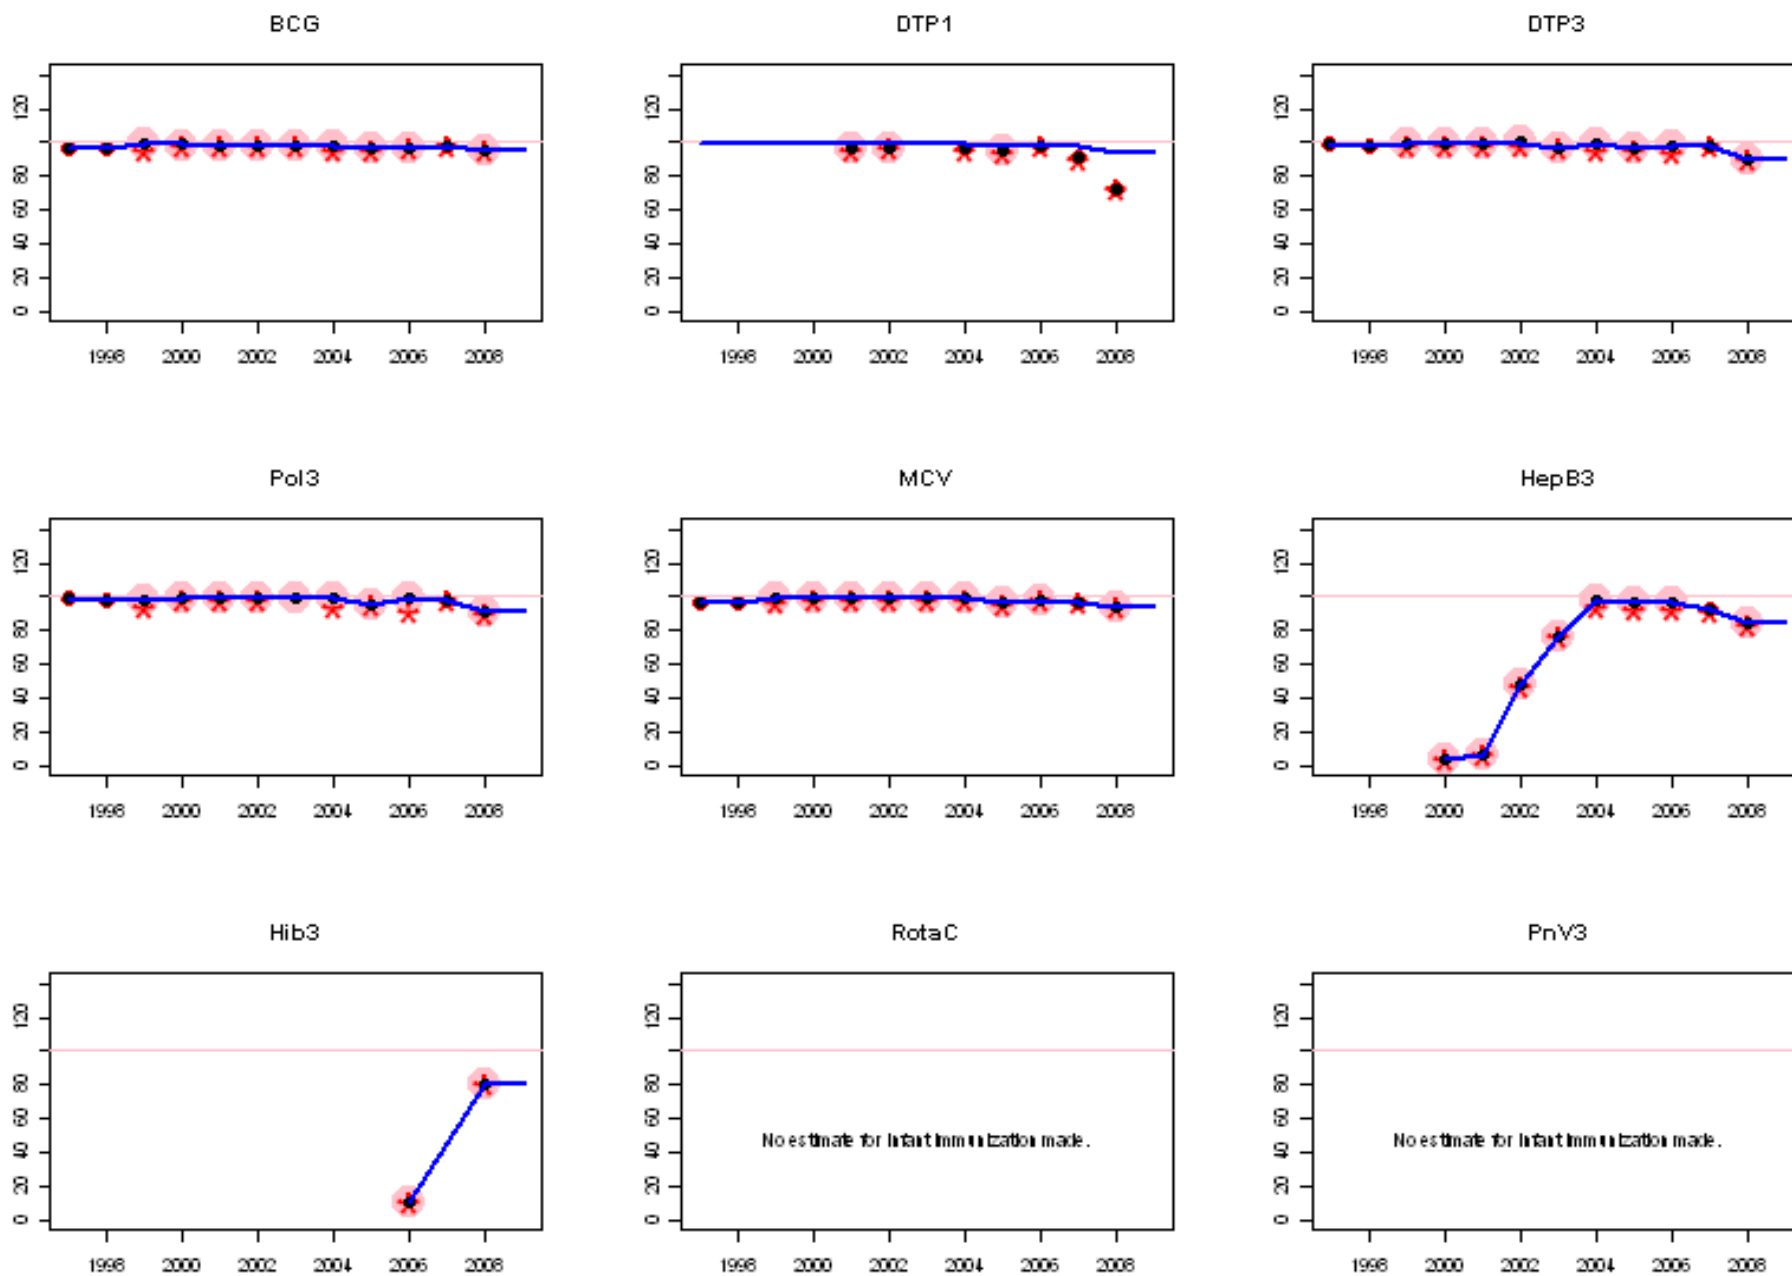 BCG DTP1 DTP3
120 120 120
80 80 80
60 60 60
40 40 40
20 20 20
0 0 0
1998 2000 2002 2004 2006 2008 1998 2000 2002 2004 2006 2008 1998 2000 2002 2004 2006 2008
Pol3 MCV HepB3
120 120 120
80 80 80
60 60 60
40 40 40
20 20 20
0 0 0
1998 2000 2002 2004 2006 2008 1998 2000 2002 2004 2006 2008 1998 2000 2002 2004 2006 2008
Hib3 RotaC PnV3
120 120 120
80 80 80
60 60 60
No estimate for infant immunization made. No estimate for infant immunization made.
40 40 40
20 20 20
0 0 0
1998 2000 2002 2004 2006 2008 1998 2000 2002 2004 2006 2008 1998 2000 2002 2004 2006 2008